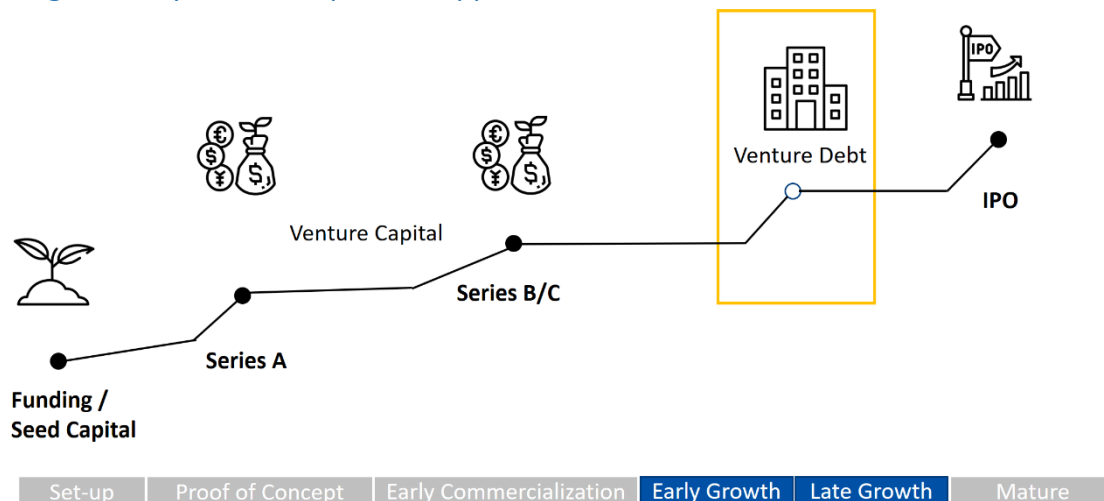 IPO
Venture Debt
IPO
Venture Capital
Series B/C
Series A
Funding /
Seed Capital
Set-up Proof of Concept Early Commercialization Early Growth Late Growth Mature